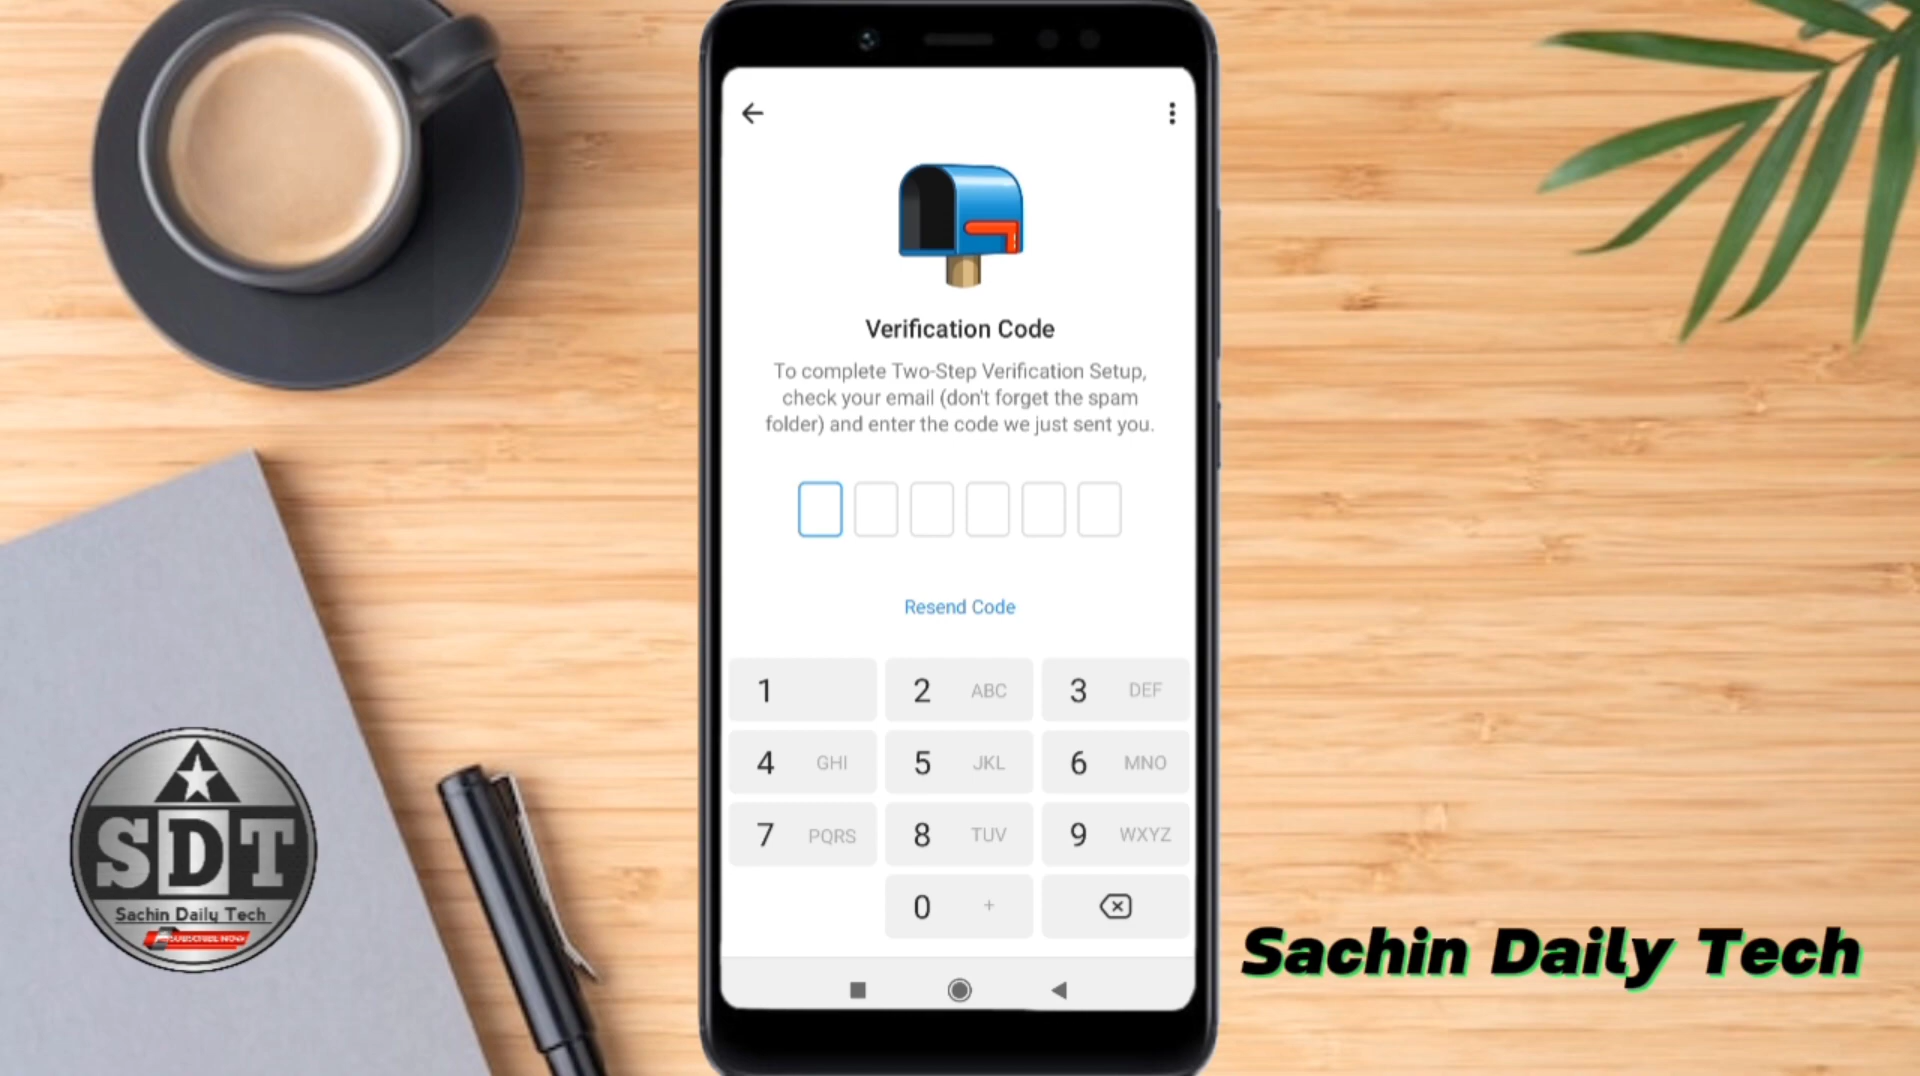 Verification Code
To complete Two-Step Verification Setup,
check your email (don't forget the spam
folder) and enter the code we just sent you.
Resend Code
1
2 ABC
3 DEF
4 GHI
5 JKL
6 MNO
7 PQRS
8 TUV
9 WXYZ
0 +
SDT
Sachin Daily Tech
SUBSCRIBE NOW
Sachin Daily Tech